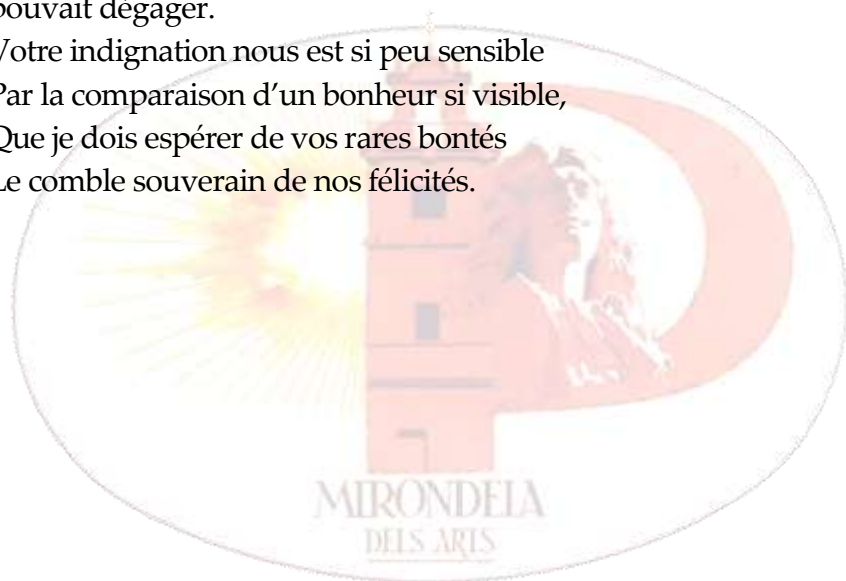 pouvait dégager.
Votre indignation nous est si peu sensible
Par la comparaison d’un bonheur si visible,
Que je dois espérer de vos rares bontés
Le comble souverain de nos félicités.
MIRONDELA
DELS ARTS